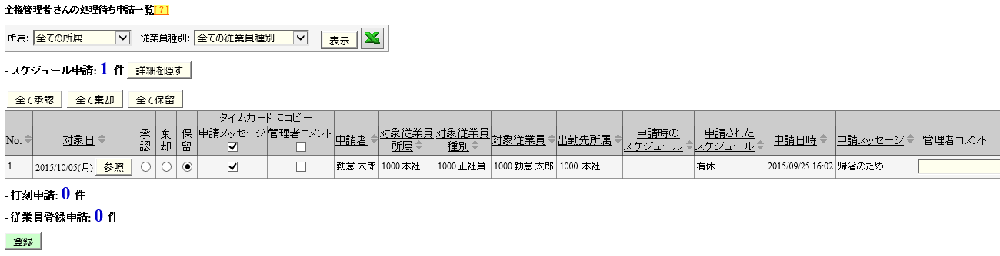 全権管理者 さんの処理待ち申請一覧[ ? ]
所属: 全ての所属 従業員種別: 全ての従業員種別 表示
- スケジュール申請: 1 件 詳細を隠す
全て承認 全て棄却 全て保留
No. 対象日 承認 棄却 保留 タイムカードにコピー 申請メッセージ 管理者コメント 申請者 対象従業員所属 対象従業員種別 対象従業員 出勤先所属 申請時のスケジュール 申請されたスケジュール 申請日時 申請メッセージ 管理者コメント
1 2015/10/05(月) 参照 勤怠 太郎 1000 本社 1000 正社員 1000 勤怠 太郎 1000 本社 有休 2015/09/25 16:02 帰省のため
- 打刻申請: 0 件
- 従業員登録申請: 0 件
登録